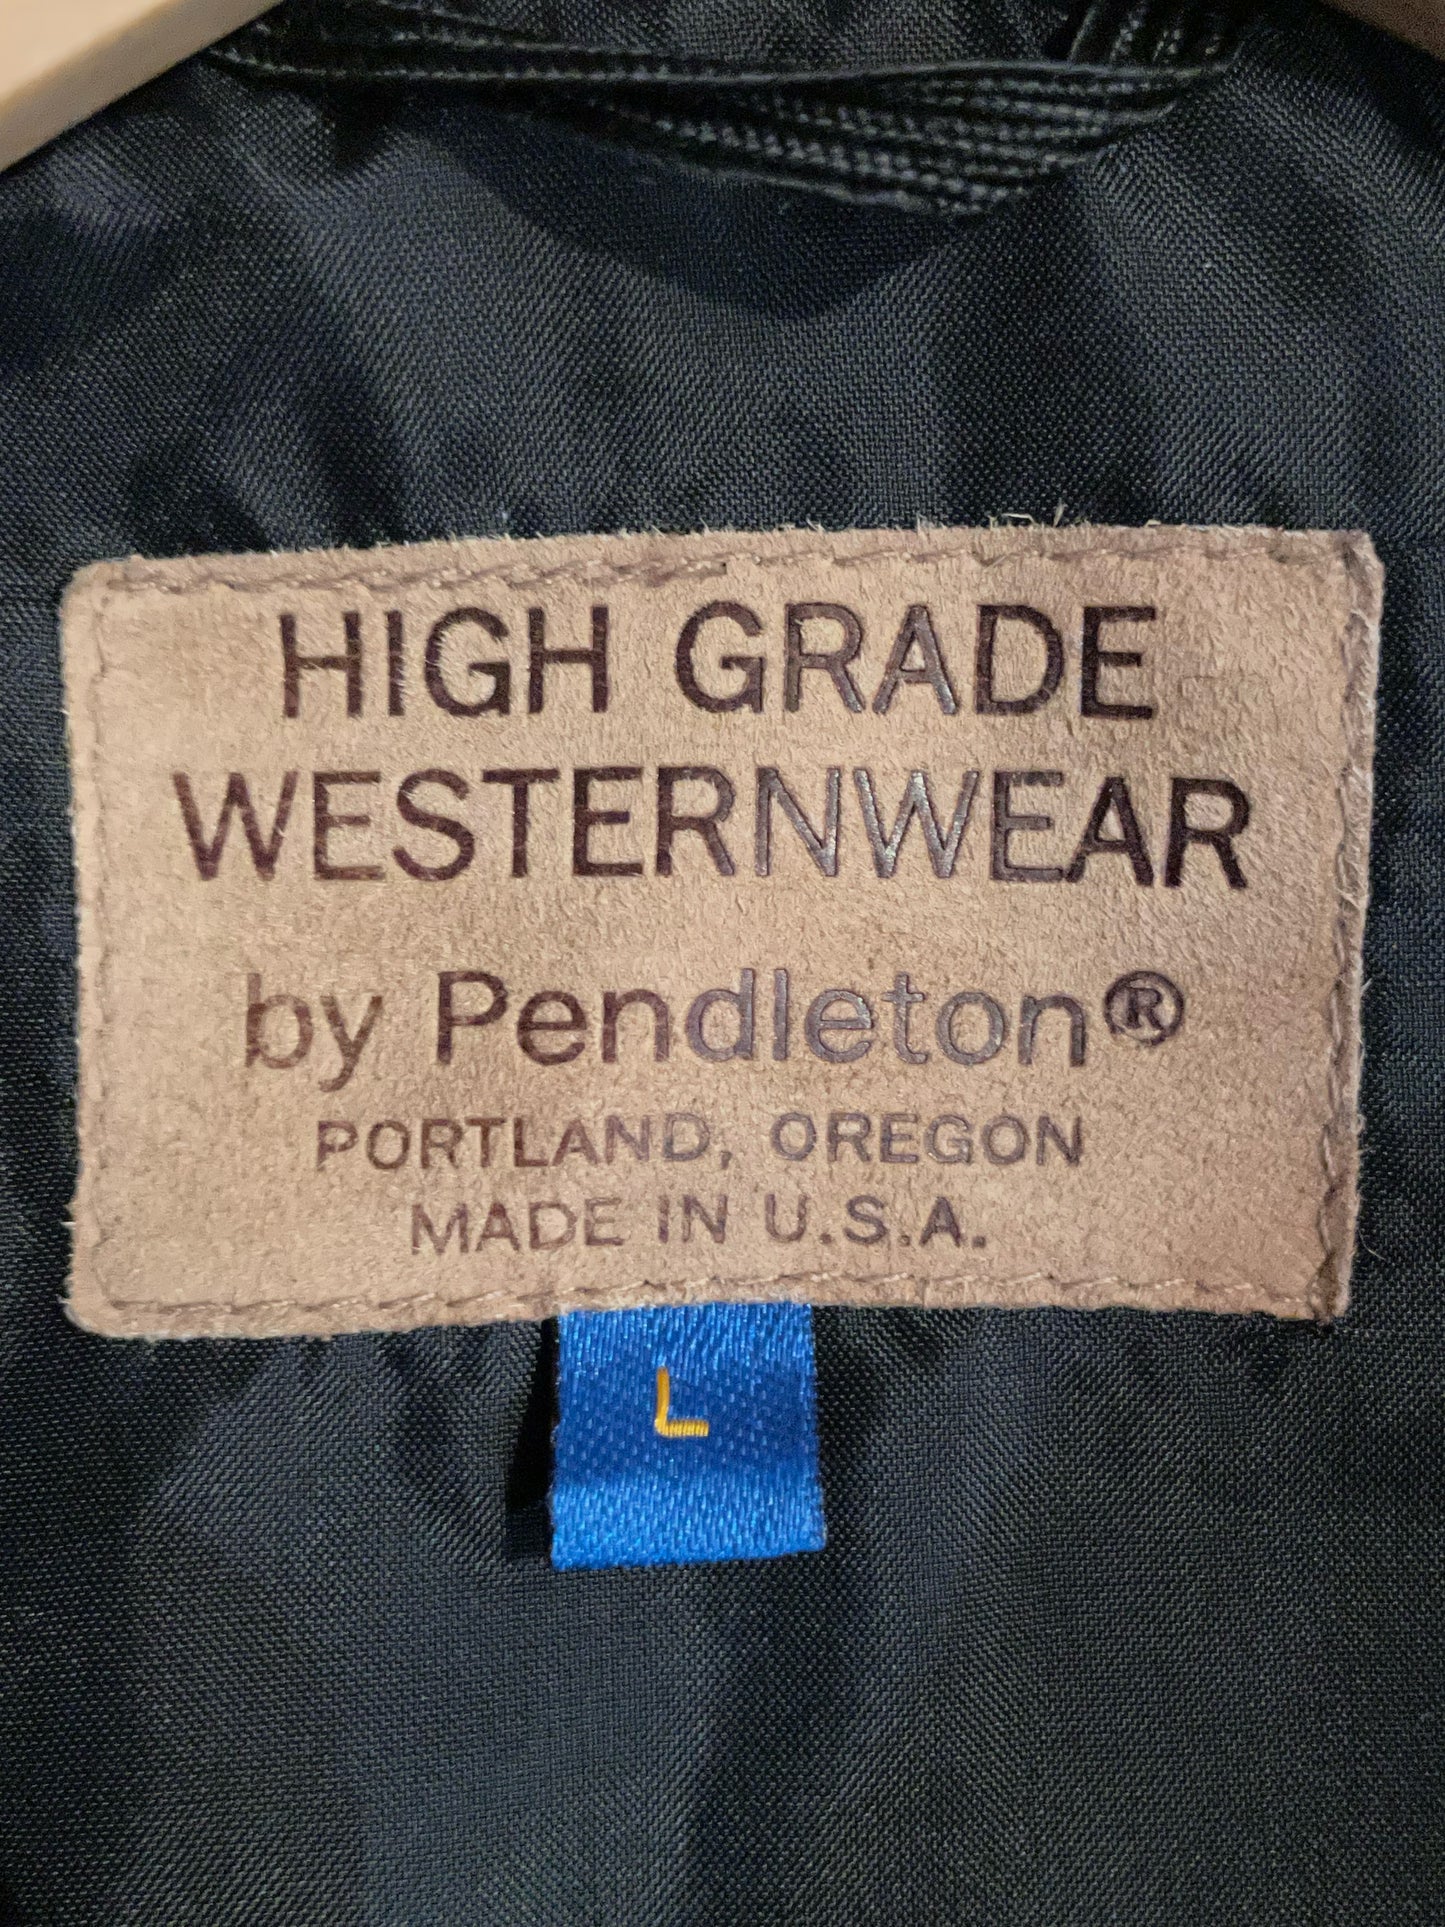 HIGH GRADE
WESTERNWEAR
by Pendleton®
PORTLAND, OREGON
MADE IN U.S.A.
L